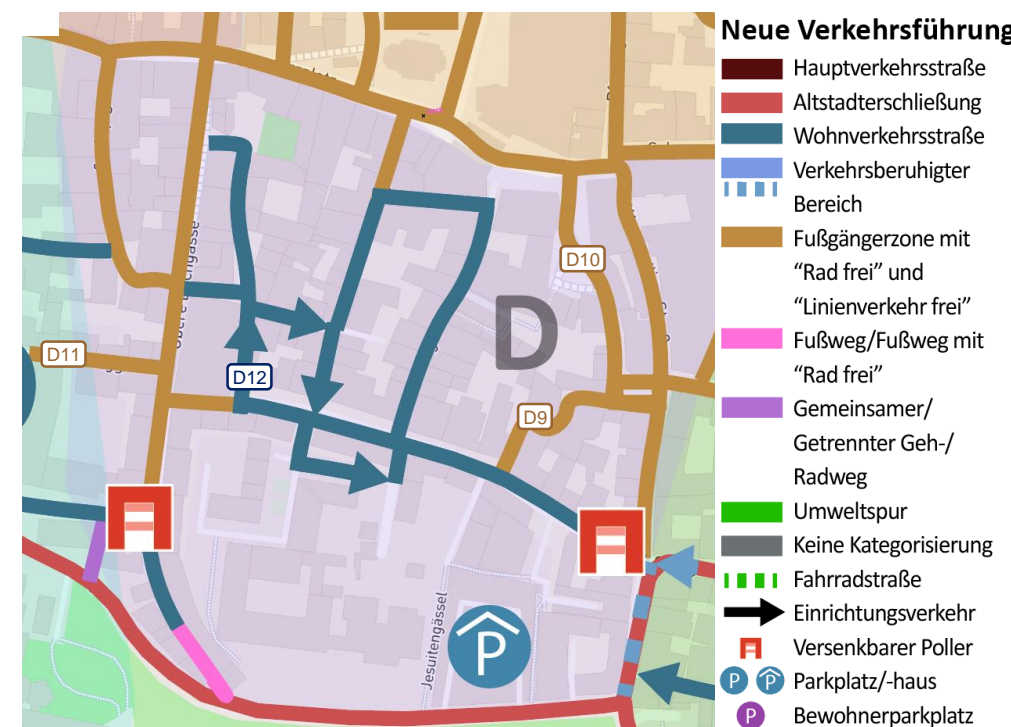 Neue Verkehrsführung
Hauptverkehrsstraße
Altstadterschließung
Wohnverkehrsstraße
Verkehrsberuhigter
Bereich
Fußgängerzone mit
“Rad frei” und
“Linienverkehr frei”
Fußweg/Fußweg mit
“Rad frei”
Gemeinsamer/
Getrennter Geh-/
Radweg
Umweltspur
Keine Kategorisierung
Fahrradstraße
Einrichtungsverkehr
Versenkbarer Poller
P P Parkplatz/-haus
P Bewohnerparkplatz
D10
D
D11
D12
D9
Jesuitengässel
P